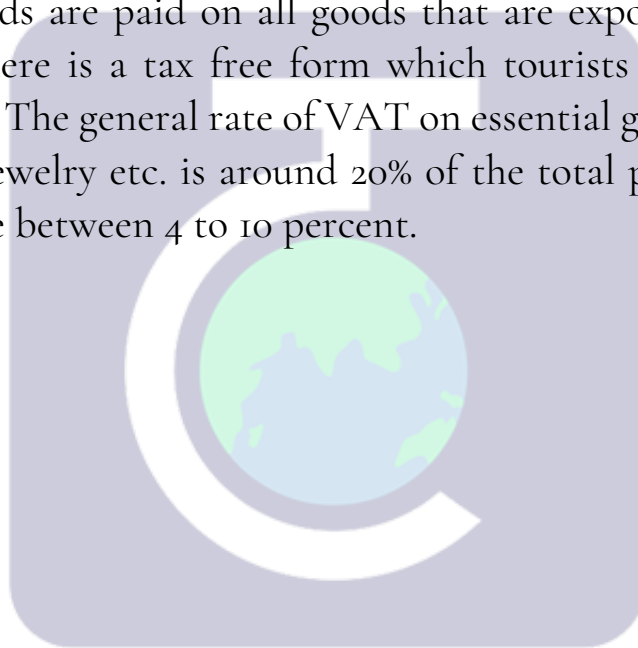 ds are paid on all goods that are expo
ere is a tax free form which tourists
The general rate of VAT on essential g
ewelry etc. is around 20% of the total p
e between 4 to 10 percent.